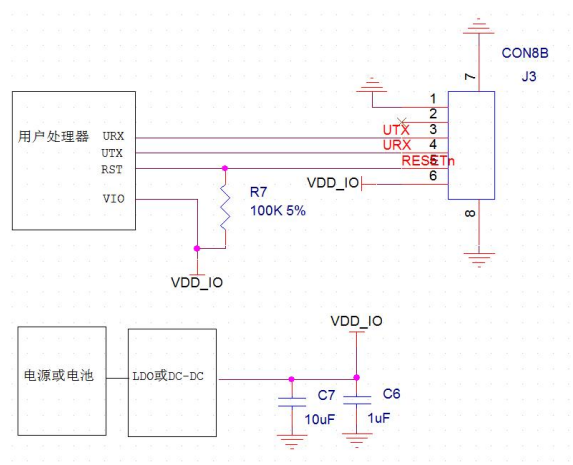 CON8B
J3
7
1
2
UTX 3
URX 4
RESETn 5
VDD_IO 6
8
用户处理器
URX
UTX
RST
VIO
R7
100K 5%
VDD_IO
VDD_IO
电源或电池
LDO或DC-DC
C7
10uF
C6
1uF